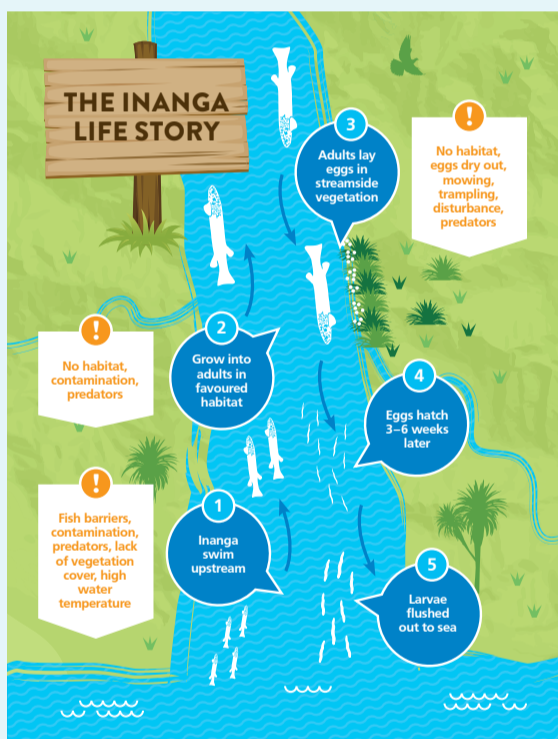 THE INANGA
LIFE STORY
3
Adults lay
eggs in
streamside
vegetation
!
No habitat,
eggs dry out,
mowing,
trampling,
disturbance,
predators
!
No habitat,
contamination,
predators
2
Grow into
adults in
favoured
habitat
4
Eggs hatch
3–6 weeks
later
!
Fish barriers,
contamination,
predators, lack
of vegetation
cover, high
water
temperature
1
Inanga
swim
upstream
5
Larvae
flushed
out to sea